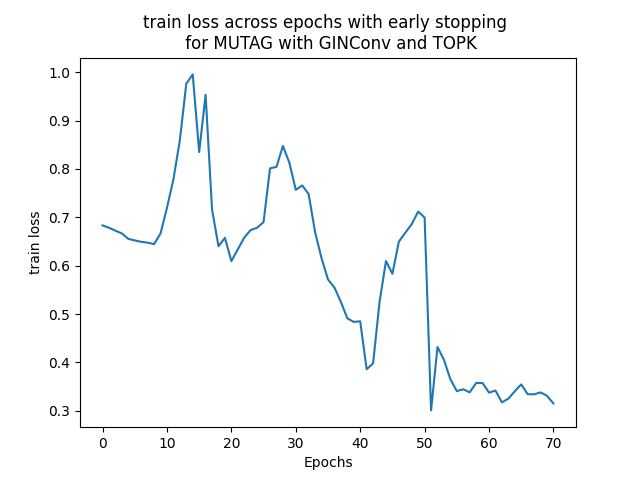 train loss across epochs with early stopping
for MUTAG with GINConv and TOPK
1.0
0.9
0.8
0.7
0.6
0.5
0.4
0.3
train loss
0 10 20 30 40 50 60 70
Epochs